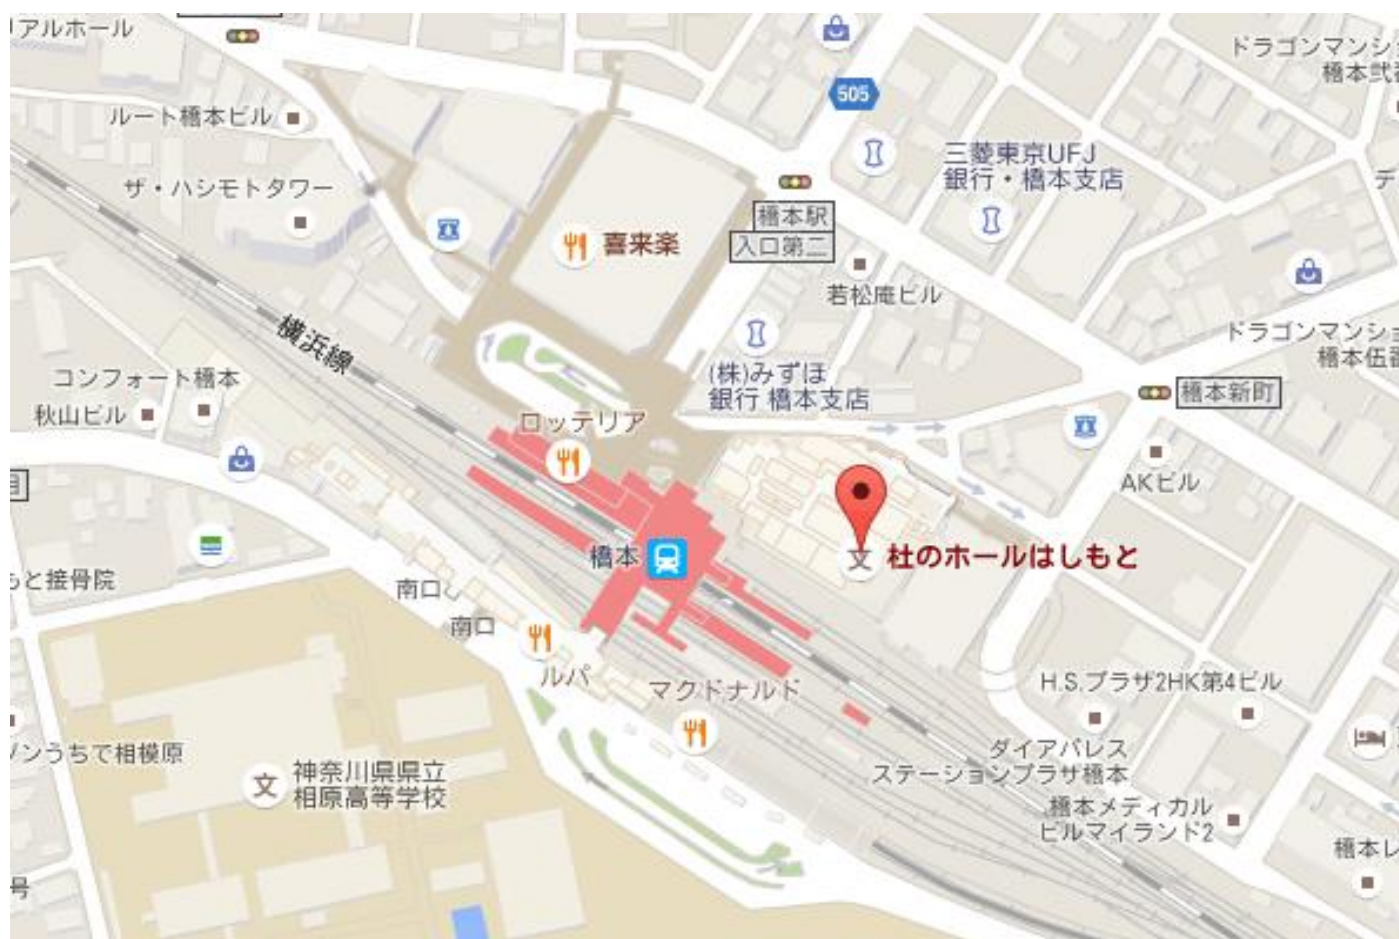 リアルホール
ドラゴンマンシ
橋本弐番
505
ルート橋本ビル
三菱東京UFJ
銀行・橋本支店
ザ・ハシモトタワー
橋本駅
入口第二
喜来楽
若松庵ビル
横浜線
ドラゴンマンショ
橋本伍番
(株)みずほ
銀行 橋本支店
コンフォート橋本
橋本新町
秋山ビル
ロッテリア
AKビル
橋本
杜のホールはしもと
もと接骨院
南口
南口
ルパ
マクドナルド
H.S.プラザ2HK第4ビル
ゾンうちで相模原
ダイアパレス
ステーションプラザ橋本
神奈川県県立
相原高等学校
橋本メディカル
ビルマイランド2
橋本レ
号